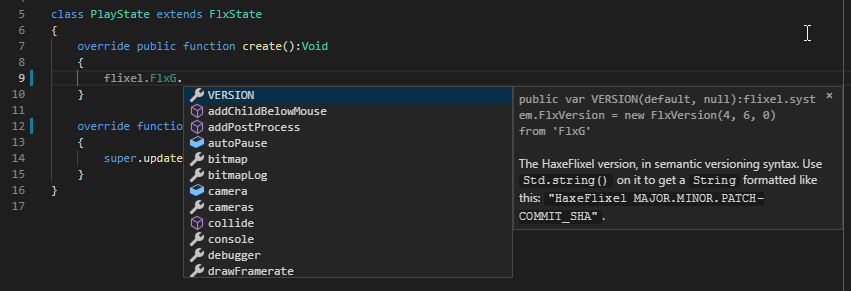 5 class PlayState extends FlxState
6 {
7 override public function create():Void
8 {
9 flixel.FlxG.
10 }
11
12 override functio
13 {
14 super.update
15 }
16 }
17
VERSION
addChildBelowMouse
addPostProcess
autoPause
bitmap
bitmapLog
camera
cameras
collide
console
debugger
drawFramerate
public var VERSION(default, null):flixel.syst
em.FlxVersion = new FlxVersion(4, 6, 0)
from 'FlxG'
×
The HaxeFlixel version, in semantic versioning syntax. Use
Std.string() on it to get a String formatted like
this: "HaxeFlixel MAJOR.MINOR.PATCH-
COMMIT_SHA" .